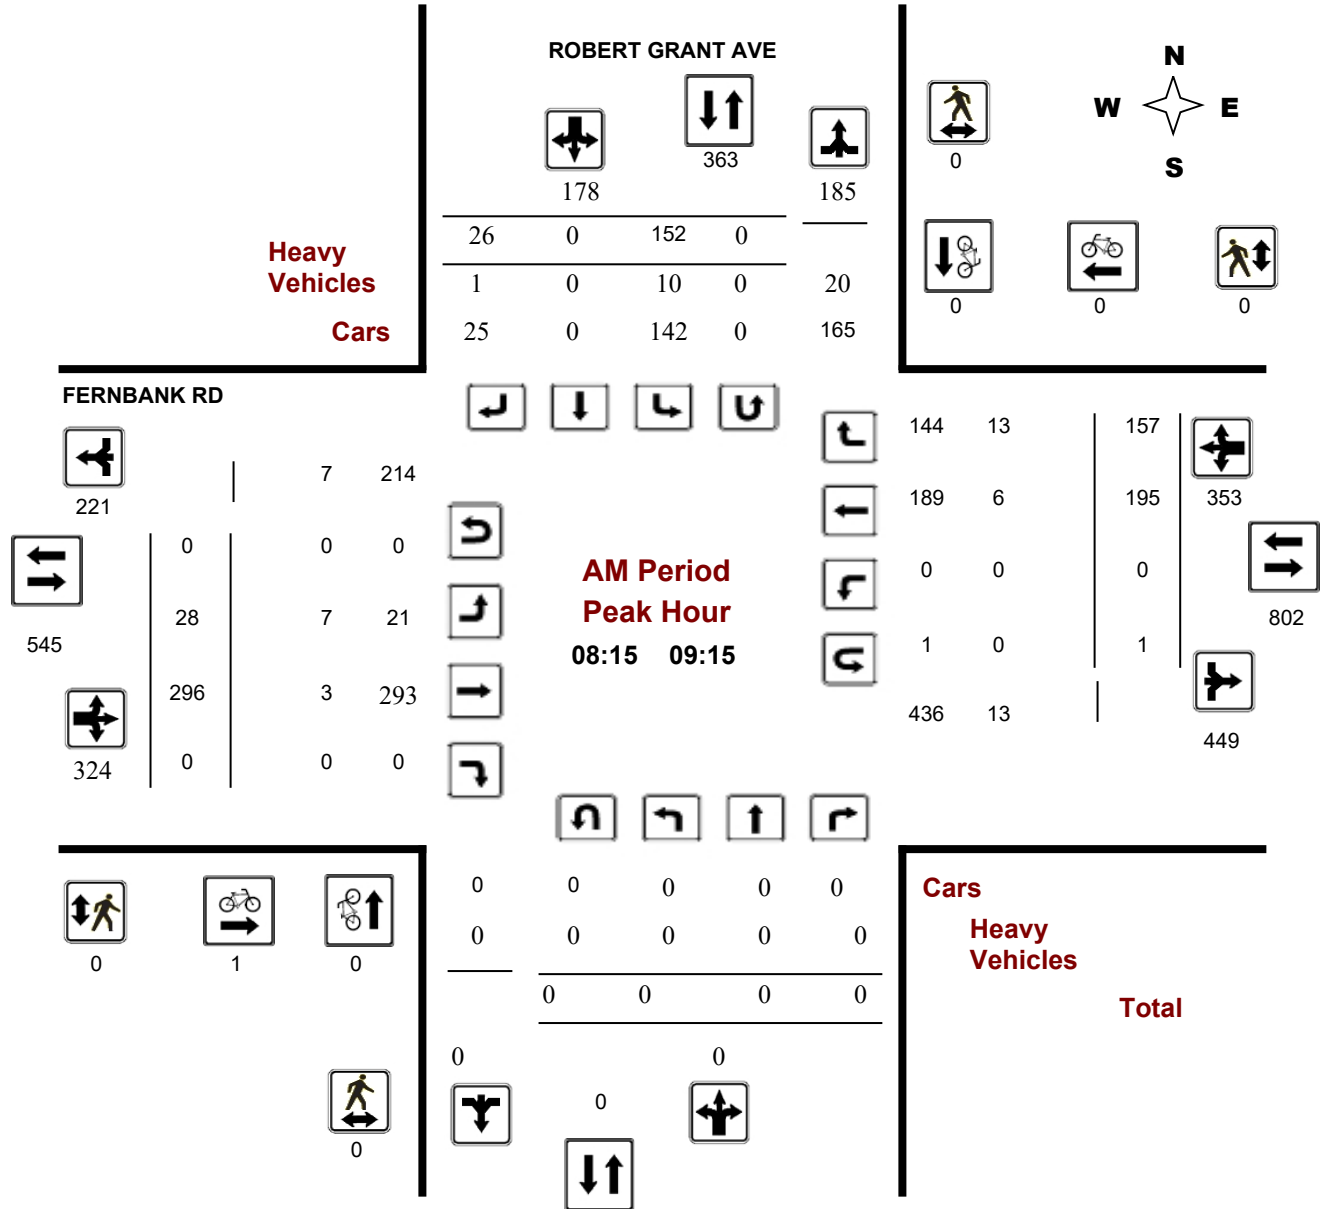 ROBERT GRANT AVE
N
W E
S
363
0
178 185
26 0 152 0
Heavy
Vehicles
1 0 10 0 20
0 0 0
Cars
25 0 142 0 165
FERNBANK RD
144 13 157
7 214
221
189 6 195 353
0 0 0
AM Period
0 0 0
Peak Hour
28 7 21
802
545
08:15 09:15
1 0 1
296 3 293
436 13
449
324 0 0 0
0 0 0 0 0
Cars
0 0 0 0 0
Heavy
Vehicles
0 1 0
0 0 0 0
Total
0 0
0
0